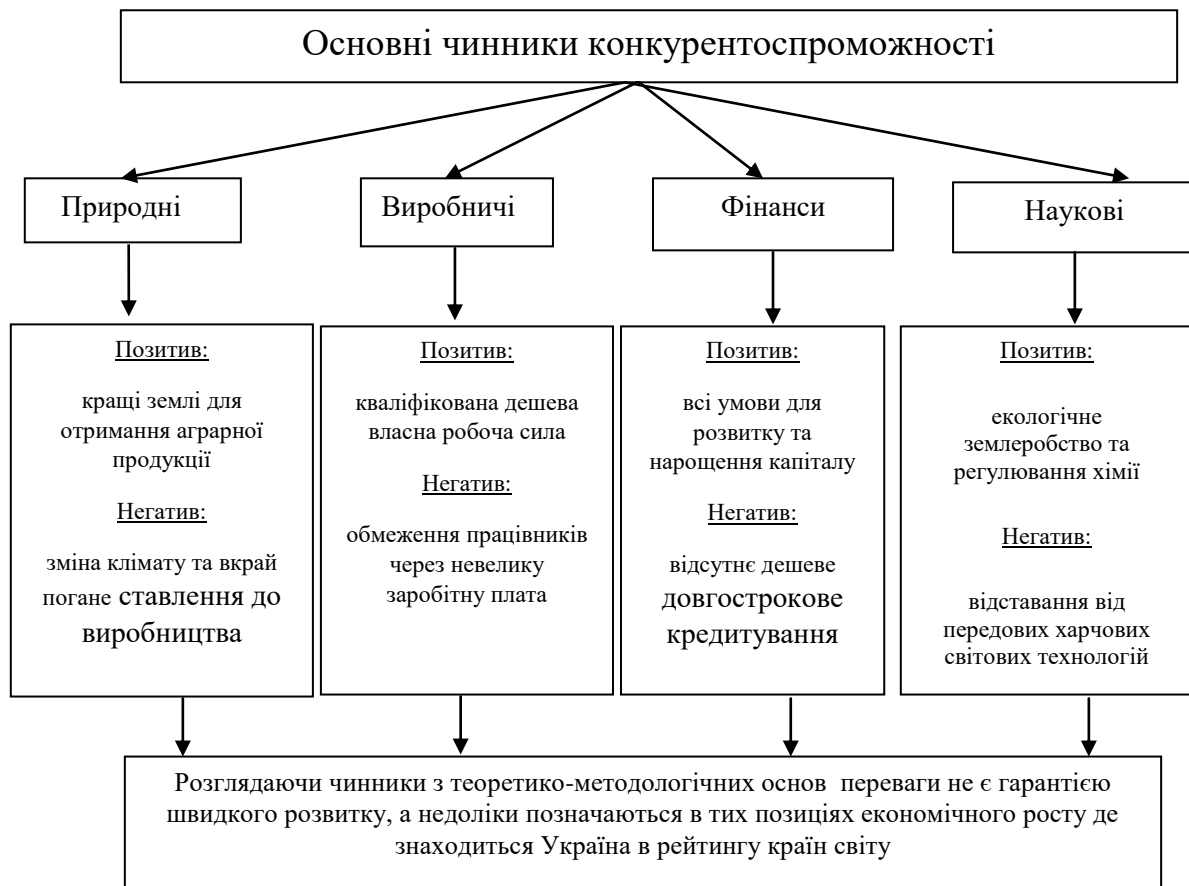 Основні чинники конкурентоспроможності
Природні
Виробничі
Фінанси
Наукові
Позитив:
кращі землі для
отримання аграрної
продукції
Негатив:
зміна клімату та вкрай
погане ставлення до
виробництва
Позитив:
кваліфікована дешева
власна робоча сила
Негатив:
обмеження працівників
через невелику
заробітну плата
Позитив:
всі умови для
розвитку та
нарощення капіталу
Негатив:
відсутнє дешеве
довгострокове
кредитування
Позитив:
екологічне
землеробство та
регулювання хімії
Негатив:
відставання від
передових харчових
світових технологій
Розглядаючи чинники з теоретико-методологічних основ переваги не є гарантією
швидкого розвитку, а недоліки позначаються в тих позиціях економічного росту де
знаходиться Україна в рейтингу країн світу